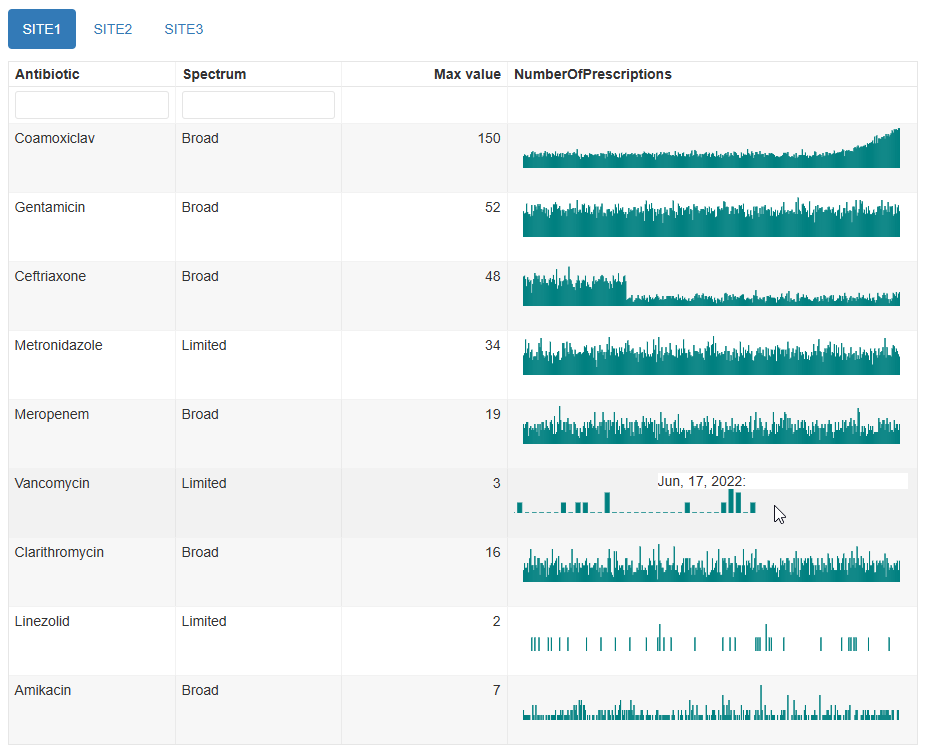 SITE1 SITE2 SITE3
Antibiotic Spectrum Max value NumberOfPrescriptions
Coamoxiclav Broad 150
Gentamicin Broad 52
Ceftriaxone Broad 48
Metronidazole Limited 34
Meropenem Broad 19
Vancomycin Limited 3 Jun, 17, 2022:
Clarithromycin Broad 16
Linezolid Limited 2
Amikacin Broad 7